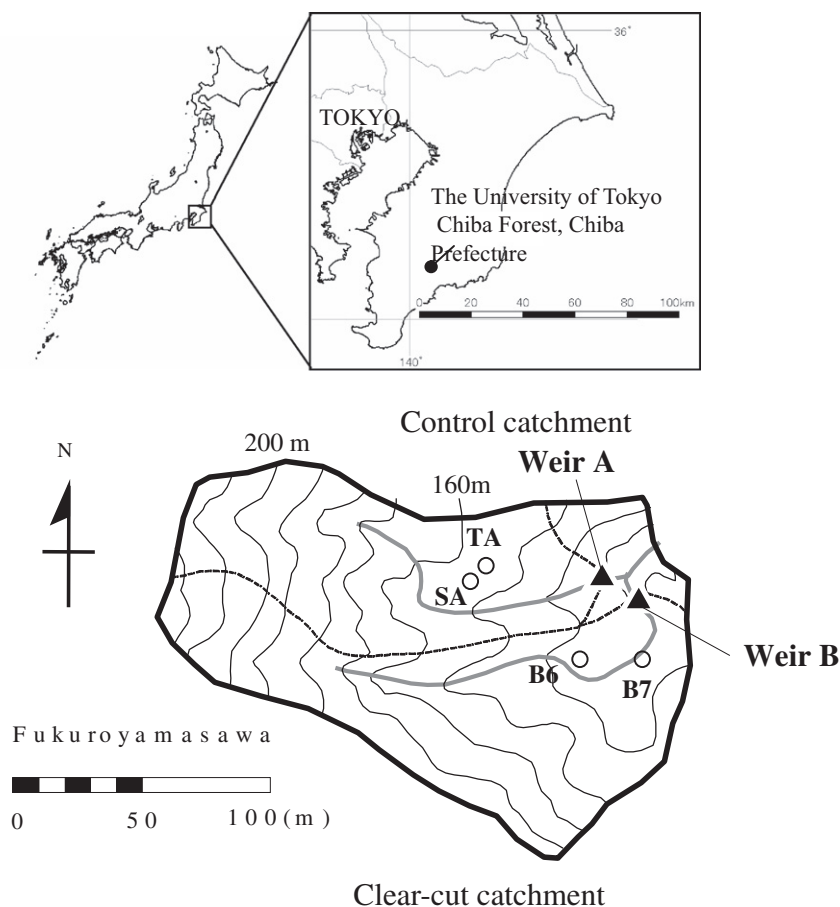 36°
TOKYO
The University of Tokyo
Chiba Forest, Chiba
Prefecture
0 20 40 60 80 100km
140°
Control catchment
N
200 m
Weir A
160m
TA
SA
Weir B
B6
B7
Fukuroyamasawa
0 50 100(m)
Clear-cut catchment